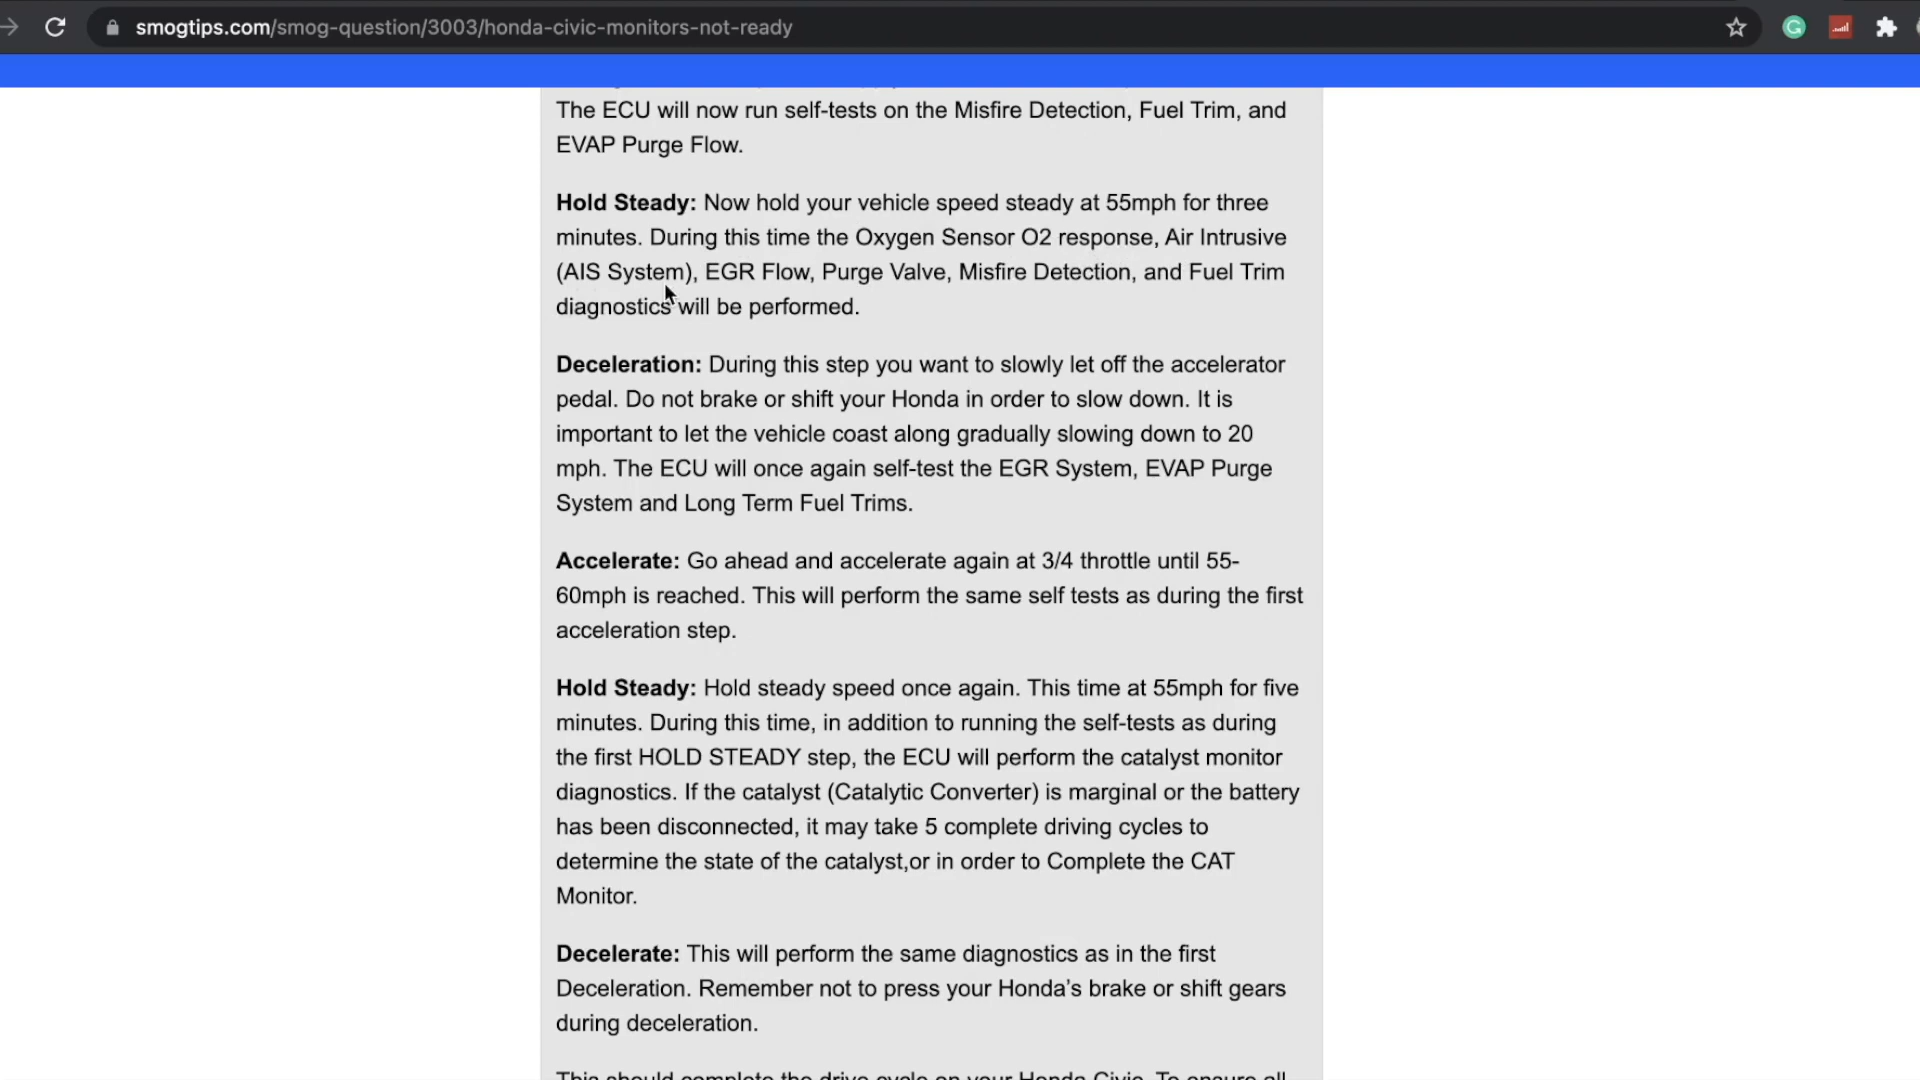 smogtips.com/smog-question/3003/honda-civic-monitors-not-ready
The ECU will now run self-tests on the Misfire Detection, Fuel Trim, and
EVAP Purge Flow.
Hold Steady: Now hold your vehicle speed steady at 55mph for three
minutes. During this time the Oxygen Sensor O2 response, Air Intrusive
(AIS System), EGR Flow, Purge Valve, Misfire Detection, and Fuel Trim
diagnostics will be performed.
Deceleration: During this step you want to slowly let off the accelerator
pedal. Do not brake or shift your Honda in order to slow down. It is
important to let the vehicle coast along gradually slowing down to 20
mph. The ECU will once again self-test the EGR System, EVAP Purge
System and Long Term Fuel Trims.
Accelerate: Go ahead and accelerate again at 3/4 throttle until 55-
60mph is reached. This will perform the same self tests as during the first
acceleration step.
Hold Steady: Hold steady speed once again. This time at 55mph for five
minutes. During this time, in addition to running the self-tests as during
the first HOLD STEADY step, the ECU will perform the catalyst monitor
diagnostics. If the catalyst (Catalytic Converter) is marginal or the battery
has been disconnected, it may take 5 complete driving cycles to
determine the state of the catalyst,or in order to Complete the CAT
Monitor.
Decelerate: This will perform the same diagnostics as in the first
Deceleration. Remember not to press your Honda’s brake or shift gears
during deceleration.
This should complete the drive cycle on your Honda Civic. To ensure all